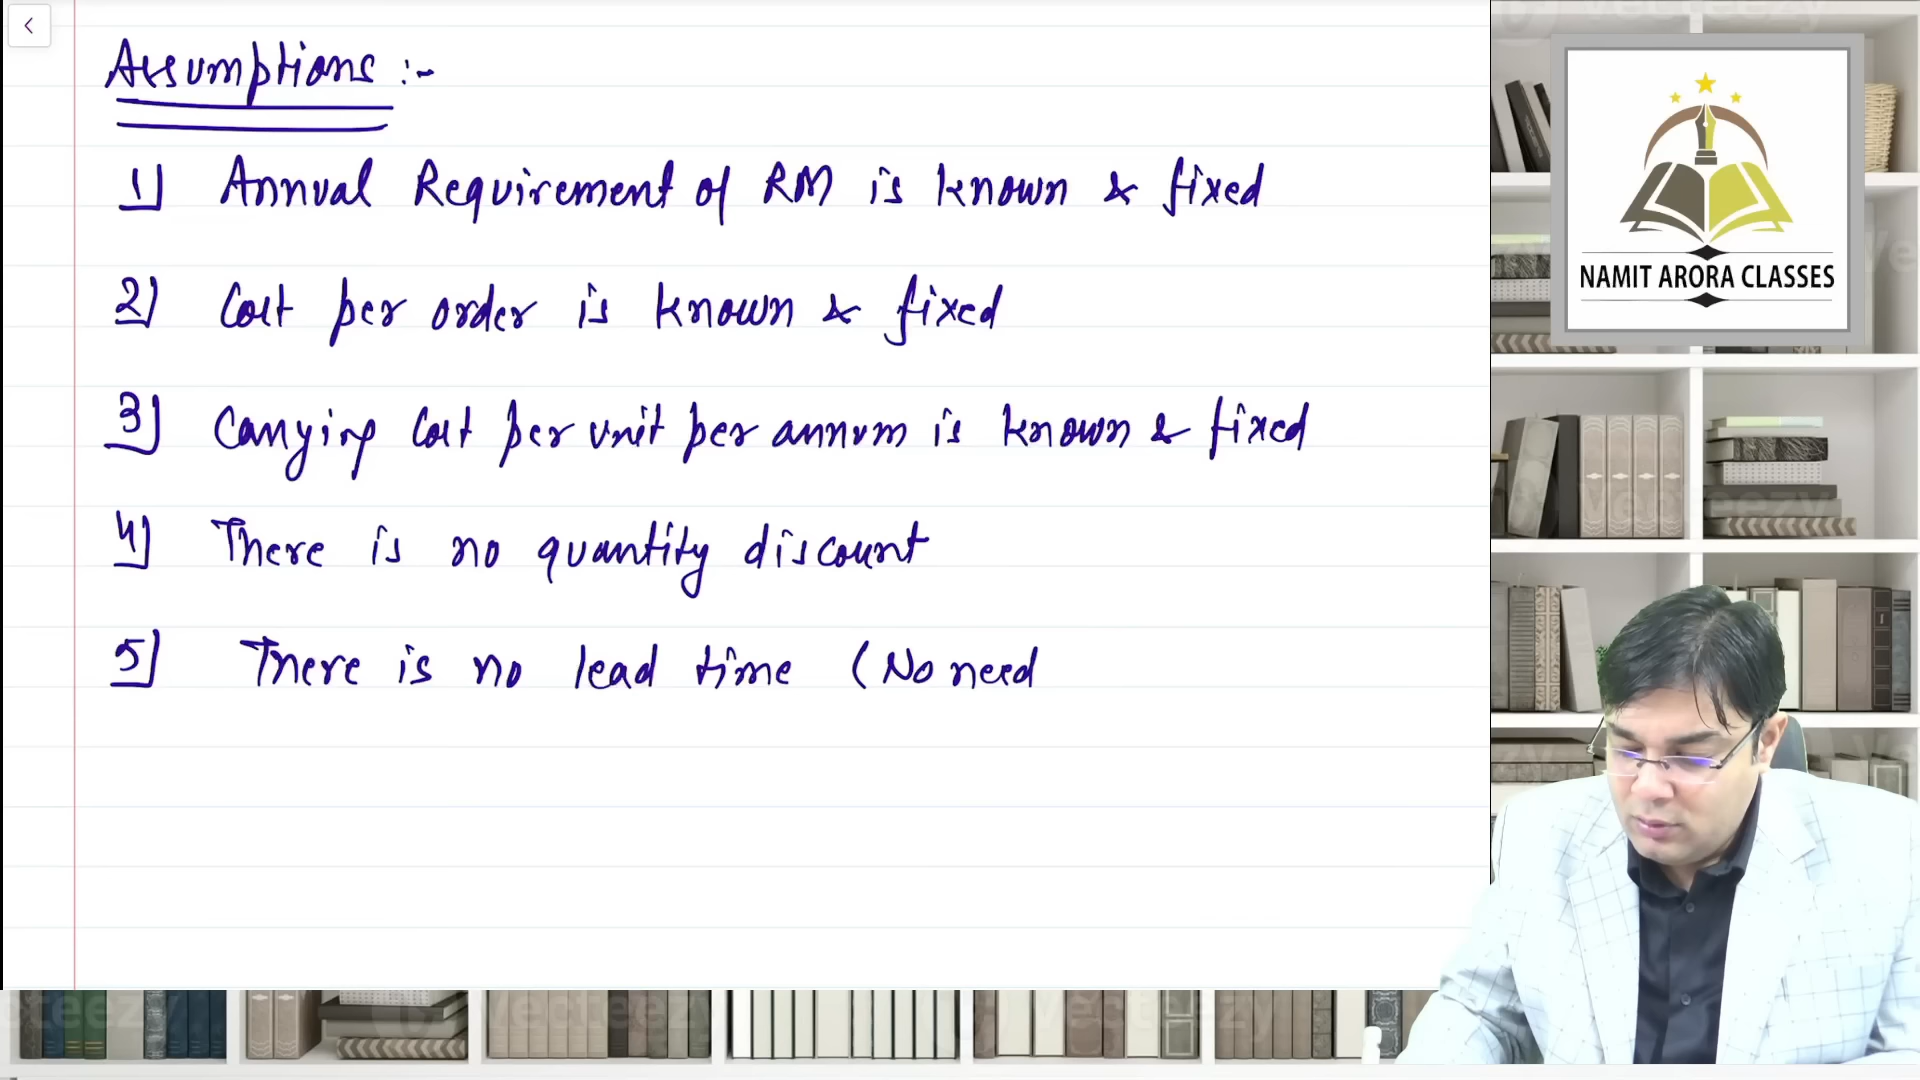 Assumptions :-
1) Annual Requirement of RM is known & fixed
2) Cost per order is known & fixed
3) Carrying Cost per unit per annum is known & fixed
4) There is no quantity discount
5) There is no lead time (No need
NAMIT ARORA CLASSES